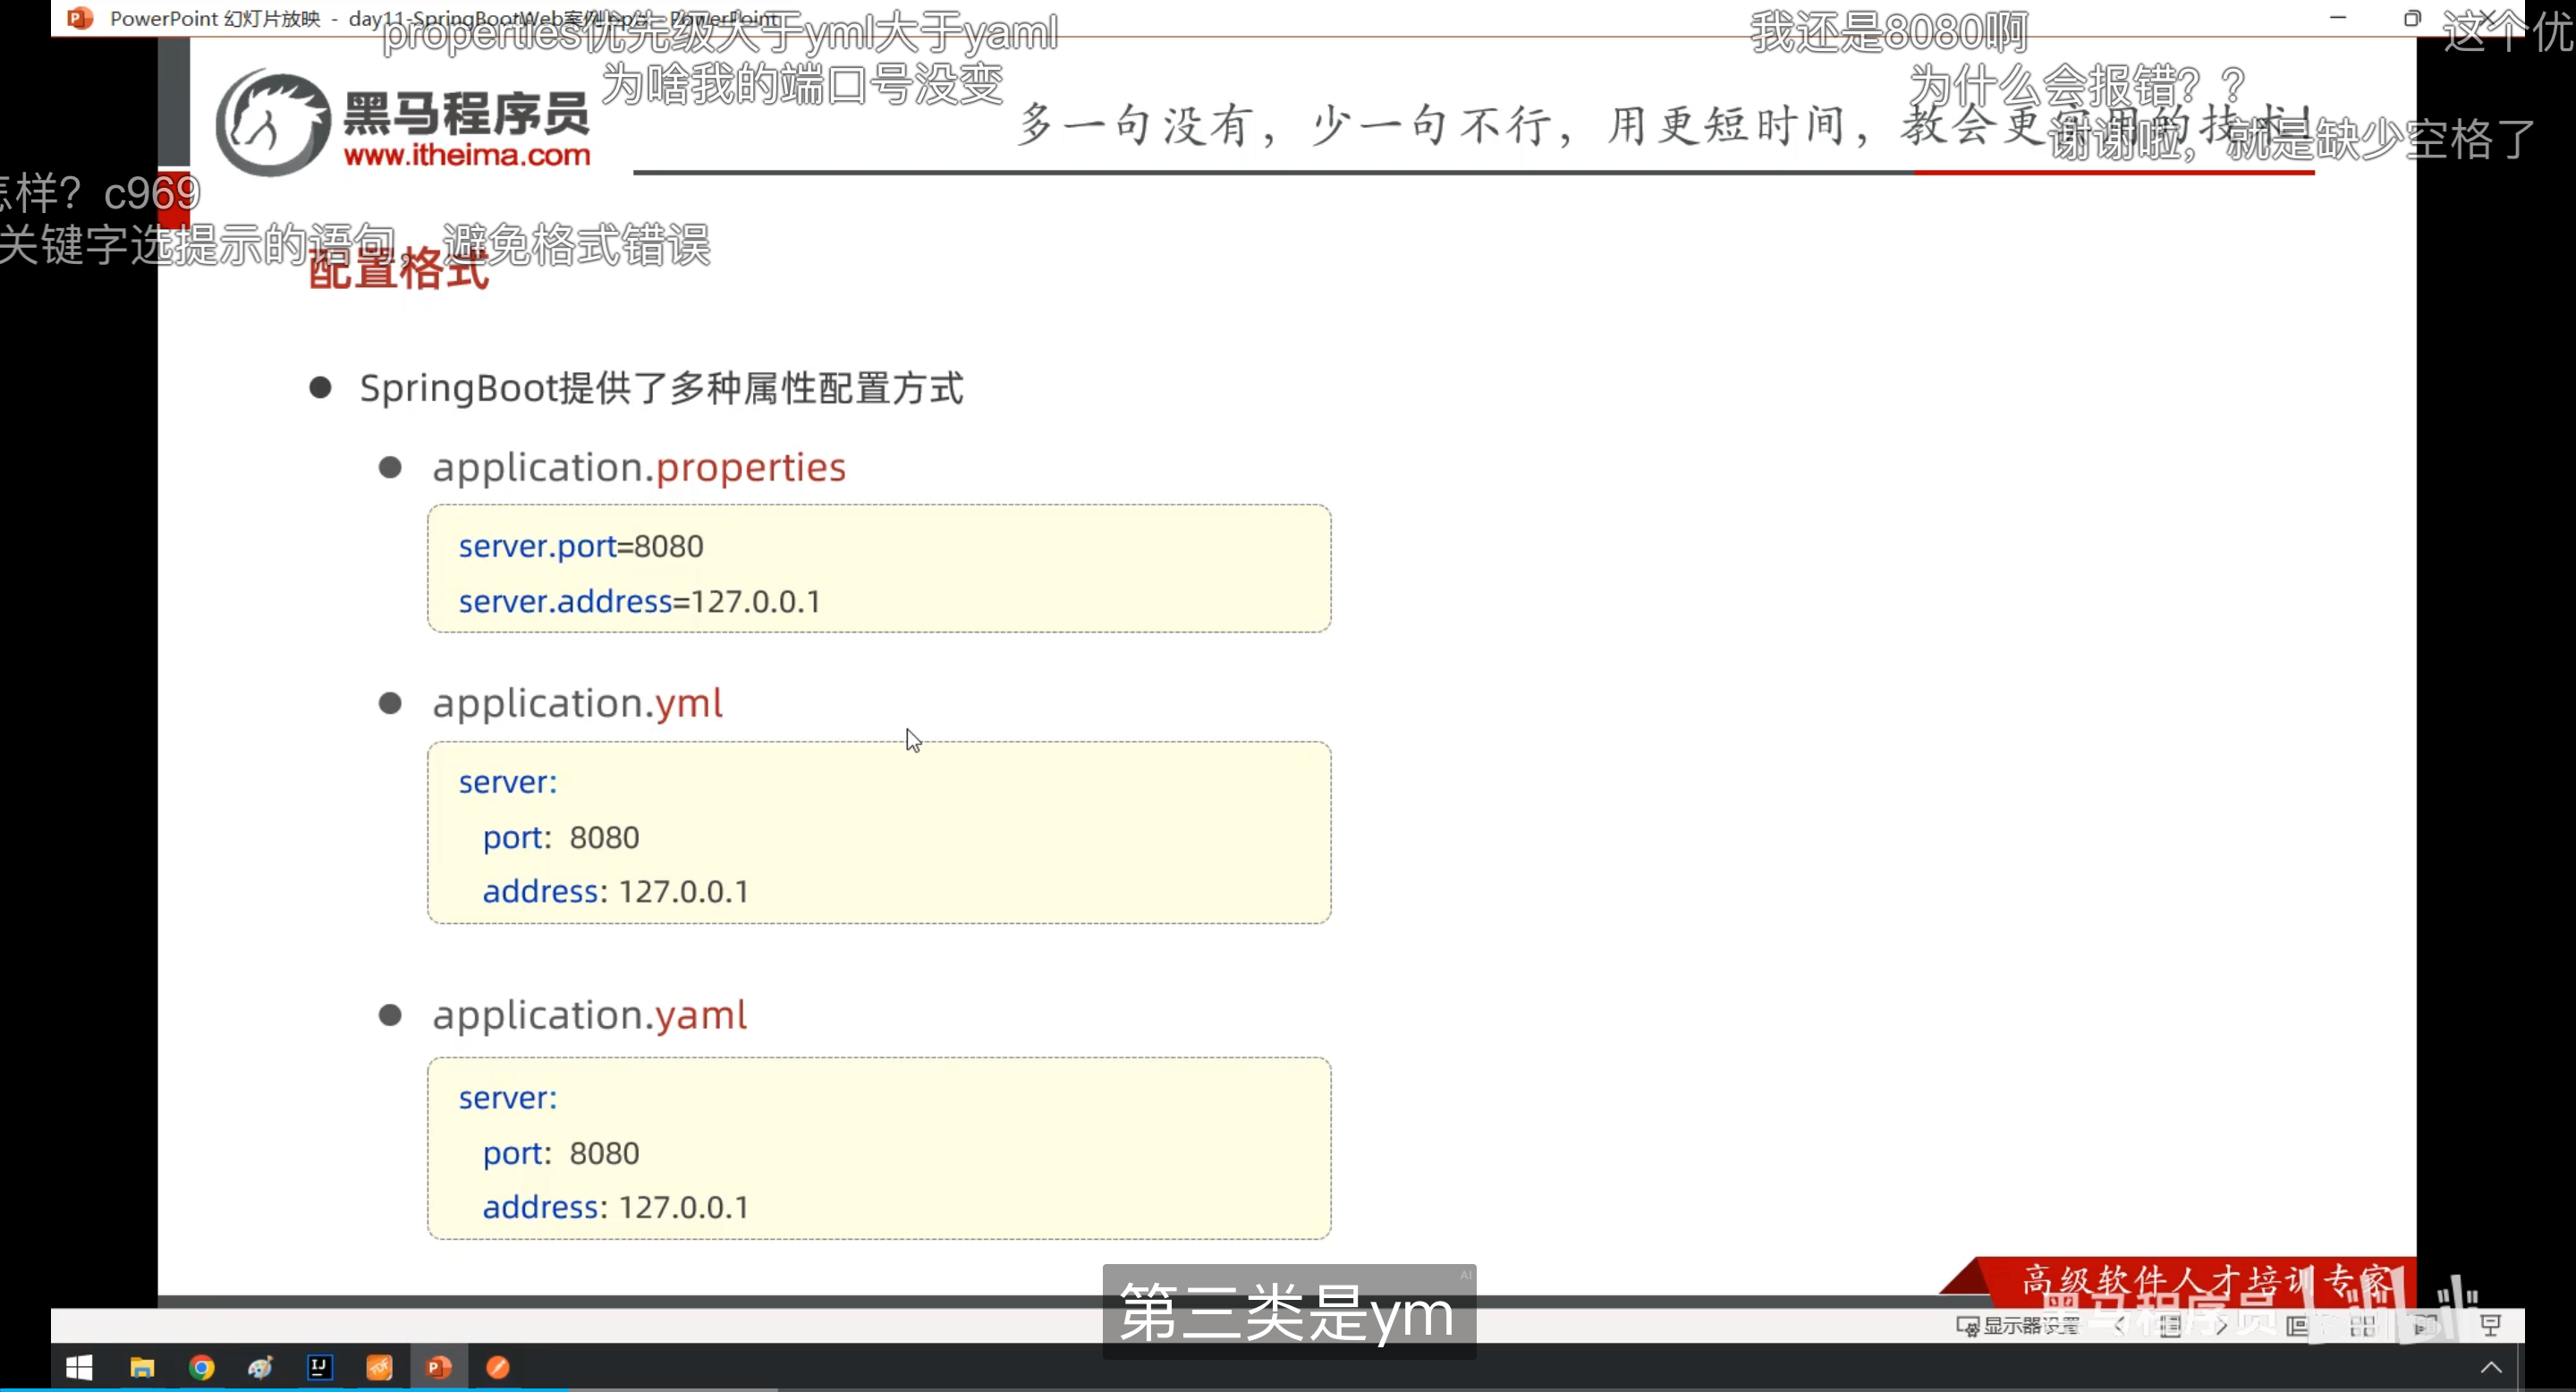 PowerPoint 幻灯片放映 - day11-SpringBootWeb案例 - PowerPoint
properties优先级大于yml大于yaml
我还是8080啊
这个优
为啥我的端口号没变
为什么会报错？？
黑马程序员
www.itheima.com
多一句没有，少一句不行，用更短时间，教会更实用的技术！
谢谢啦，就是缺少空格了
怎样？c969
关键字选提示的语句，避免格式错误
配置格式
SpringBoot提供了多种属性配置方式
application.properties
server.port=8080
server.address=127.0.0.1
application.yml
server:
port: 8080
address: 127.0.0.1
application.yaml
server:
port: 8080
address: 127.0.0.1
高级软件人才培训专家
AI
第三类是ym
黑马程序员
显示器设置